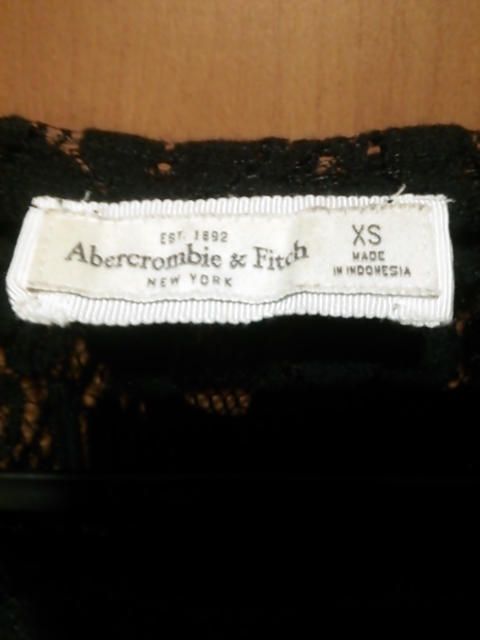 EST. 1892
Abercrombie & Fitch
NEW YORK
XS
MADE
IN INDONESIA